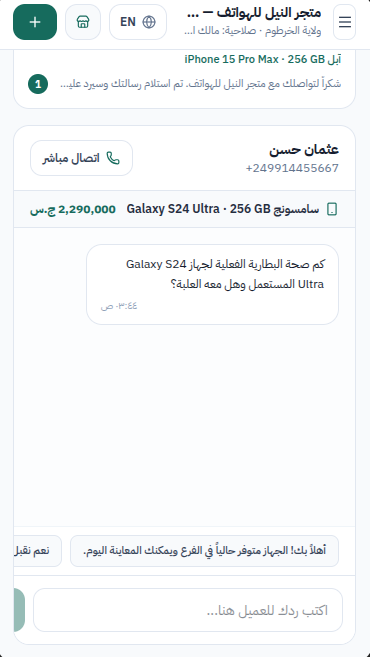 متجر النيل للهواتف — ...
ولاية الخرطوم · صلاحية: مالك ا...
EN
آبل iPhone 15 Pro Max · 256 GB
شكراً لتواصلك مع متجر النيل للهواتف. تم استلام رسالتك وسيرد علي...
1
عثمان حسن
+249914455667
اتصال مباشر
سامسونج Galaxy S24 Ultra · 256 GB
2,290,000 ج.س
كم صحة البطارية الفعلية لجهاز Galaxy S24
Ultra المستعمل وهل معه العلبة؟
٠٣:٤٤ ص
أهلاً بك! الجهاز متوفر حالياً في الفرع ويمكنك المعاينة اليوم.
نعم نقبل
اكتب ردك للعميل هنا...